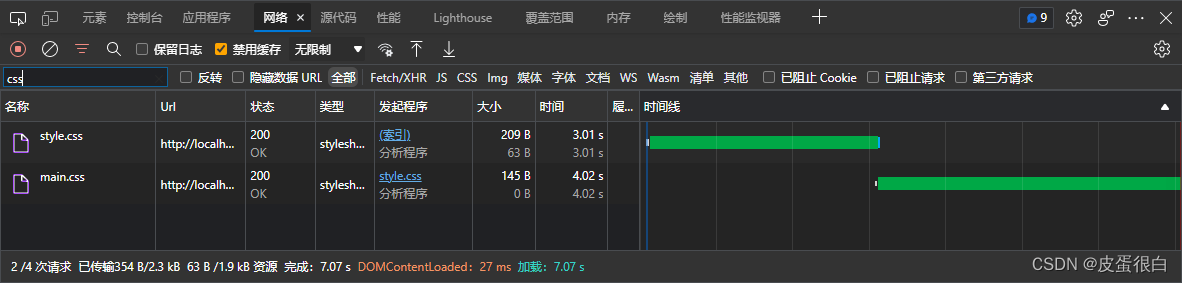 元素 控制台 应用程序 网络 源代码 性能 Lighthouse 覆盖范围 内存 绘制 性能监视器 9
保留日志 禁用缓存 无限制
css 反转 隐藏数据 URL 全部 Fetch/XHR JS CSS Img 媒体 字体 文档 WS Wasm 清单 其他 已阻止 Cookie 已阻止请求 第三方请求
名称 Url 状态 类型 发起程序 大小 时间 履... 时间线
style.css http://localh... 200 stylesh... (索引) 209 B 3.01 s
OK 分析程序 63 B 3.01 s
main.css http://localh... 200 stylesh... style.css 145 B 4.02 s
OK 分析程序 0 B 4.02 s
2 /4 次请求 已传输354 B/2.3 kB 63 B /1.9 kB 资源 完成：7.07 s DOMContentLoaded：27 ms 加载：7.07 s
CSDN @皮蛋很白